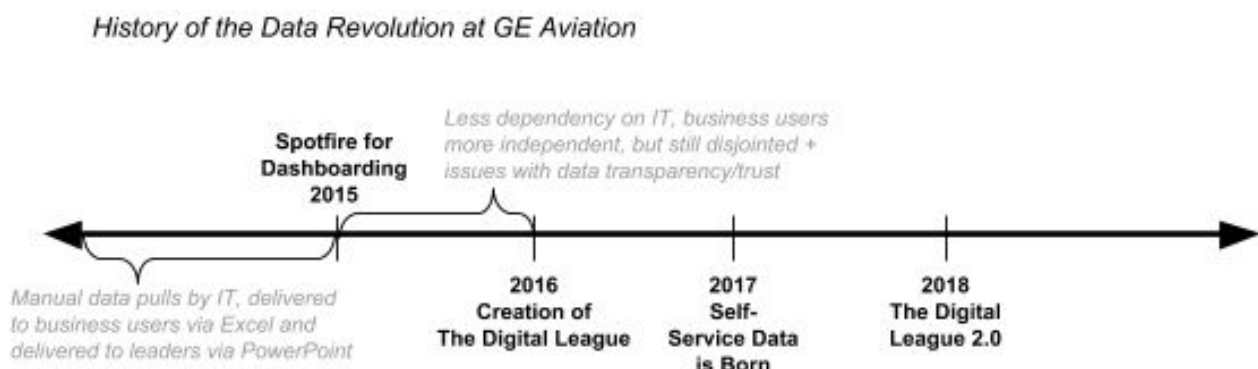 History of the Data Revolution at GE Aviation
Less dependency on IT, business users
more independent, but still disjointed +
issues with data transparency/trust
Spotfire for
Dashboarding
2015
Manual data pulls by IT, delivered
to business users via Excel and
delivered to leaders via PowerPoint
2016
Creation of
The Digital League
2017
Self-
Service Data
is Born
2018
The Digital
League 2.0